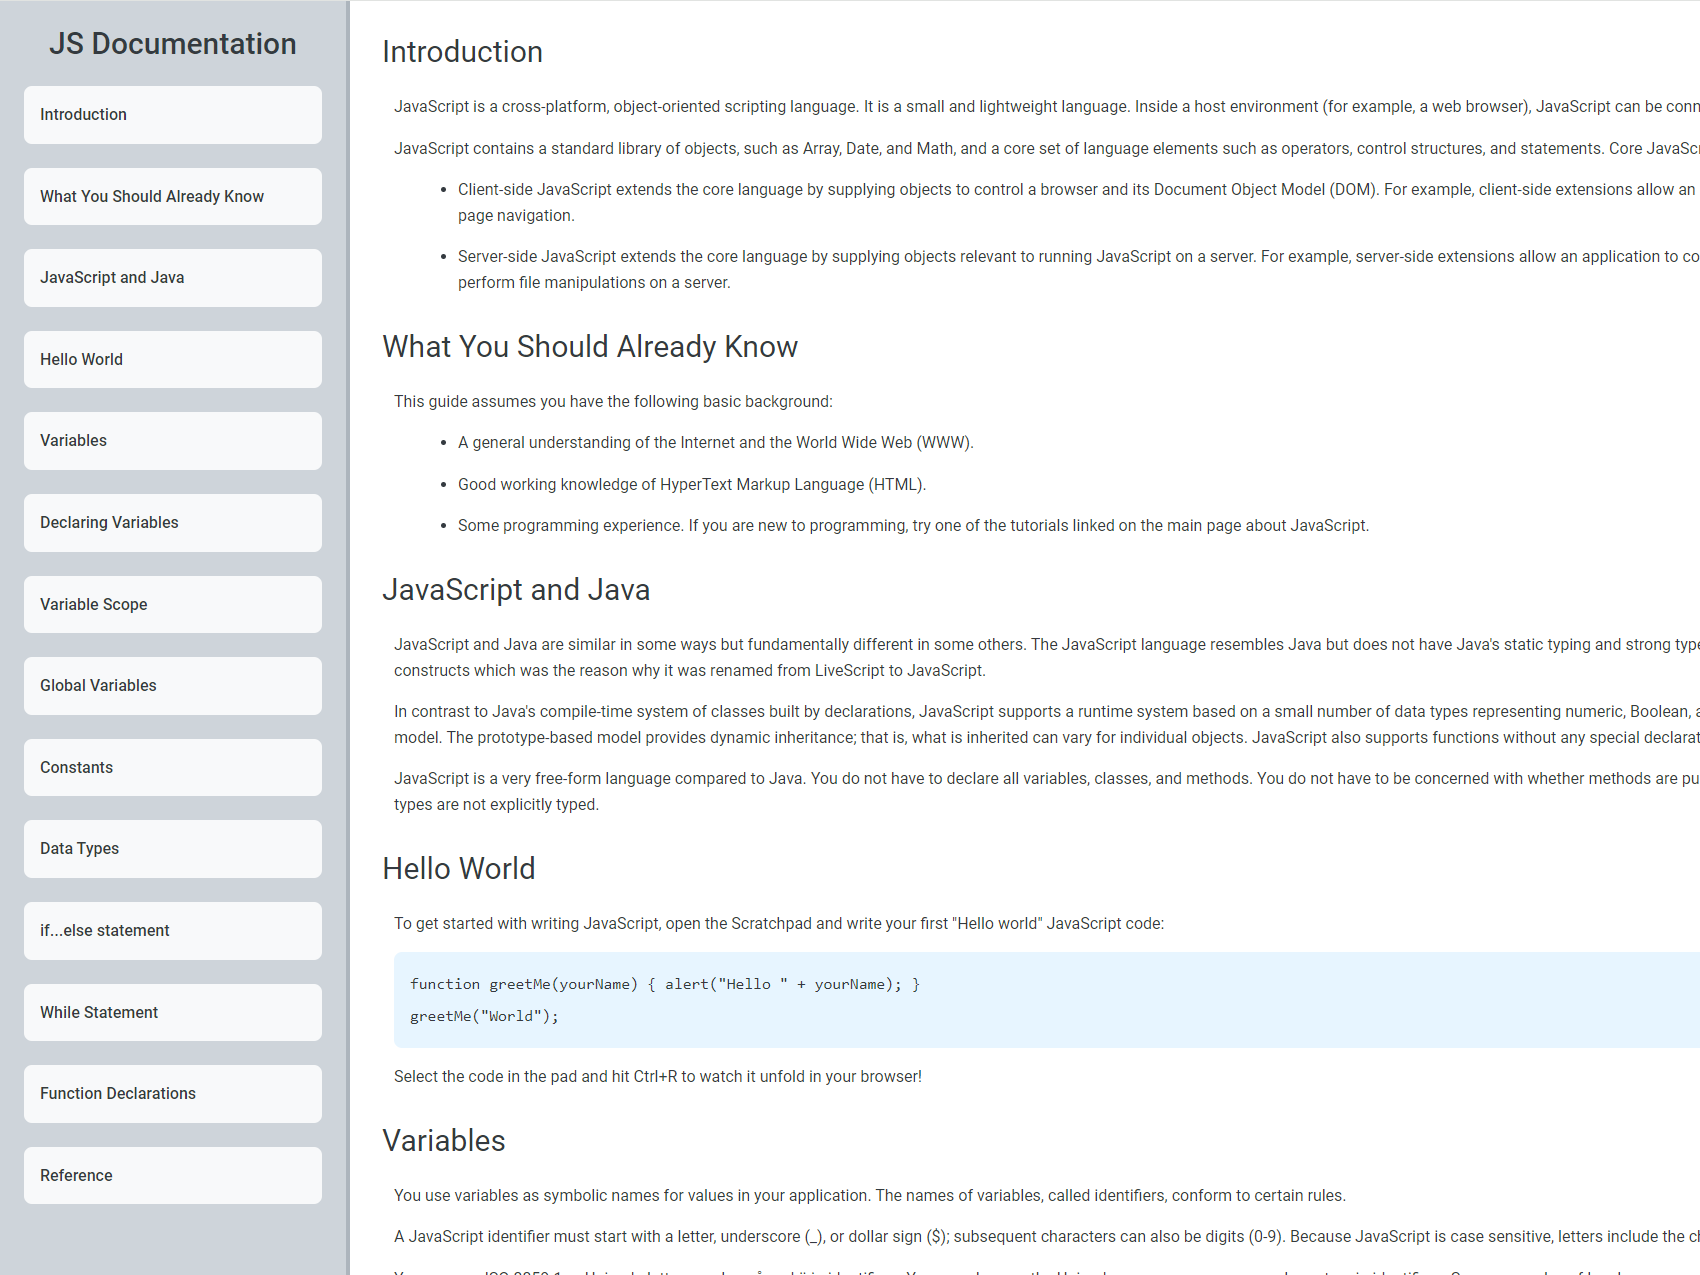 JS Documentation
Introduction
What You Should Already Know
JavaScript and Java
Hello World
Variables
Declaring Variables
Variable Scope
Global Variables
Constants
Data Types
if...else statement
While Statement
Function Declarations
Reference
Introduction
JavaScript is a cross-platform, object-oriented scripting language. It is a small and lightweight language. Inside a host environment (for example, a web browser), JavaScript can be
JavaScript contains a standard library of objects, such as Array, Date, and Math, and a core set of language elements such as operators, control structures, and statements. Core
• Client-side JavaScript extends the core language by supplying objects to control a browser and its Document Object Model (DOM). For example, client-side extensions allow an
page navigation.
• Server-side JavaScript extends the core language by supplying objects relevant to running JavaScript on a server. For example, server-side extensions allow an application to
perform file manipulations on a server.
What You Should Already Know
This guide assumes you have the following basic background:
• A general understanding of the Internet and the World Wide Web (WWW).
• Good working knowledge of HyperText Markup Language (HTML).
• Some programming experience. If you are new to programming, try one of the tutorials linked on the main page about JavaScript.
JavaScript and Java
JavaScript and Java are similar in some ways but fundamentally different in some others. The JavaScript language resembles Java but does not have Java's static typing and strong type
constructs which was the reason why it was renamed from LiveScript to JavaScript.
In contrast to Java's compile-time system of classes built by declarations, JavaScript supports a runtime system based on a small number of data types representing numeric, Boolean,
model. The prototype-based model provides dynamic inheritance; that is, what is inherited can vary for individual objects. JavaScript also supports functions without any special
JavaScript is a very free-form language compared to Java. You do not have to declare all variables, classes, and methods. You do not have to be concerned with whether methods are
types are not explicitly typed.
Hello World
To get started with writing JavaScript, open the Scratchpad and write your first "Hello world" JavaScript code:
function greetMe(yourName) { alert("Hello " + yourName); }
greetMe("World");
Select the code in the pad and hit Ctrl+R to watch it unfold in your browser!
Variables
You use variables as symbolic names for values in your application. The names of variables, called identifiers, conform to certain rules.
A JavaScript identifier must start with a letter, underscore (_), or dollar sign ($); subsequent characters can also be digits (0-9). Because JavaScript is case sensitive, letters include the